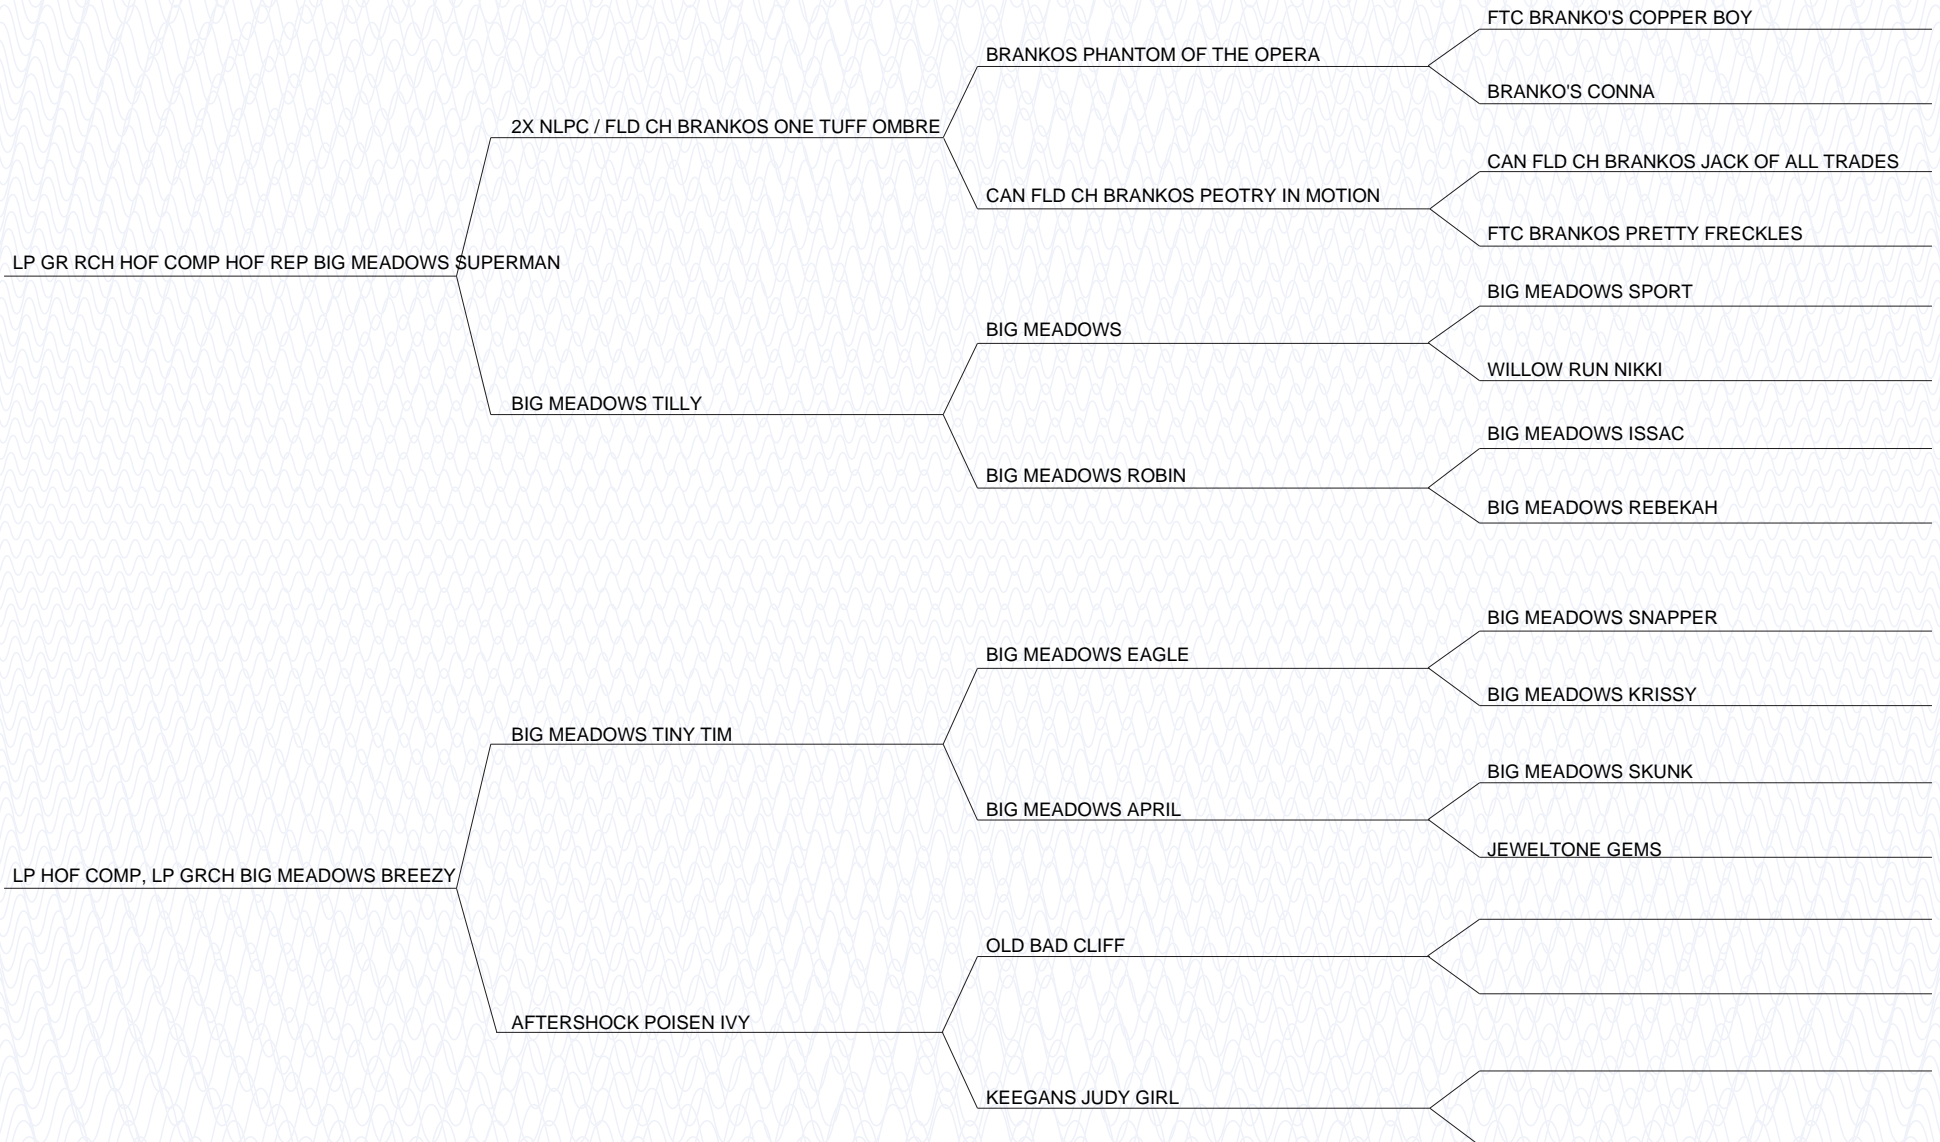 FTC BRANKO'S COPPER BOY
BRANKOS PHANTOM OF THE OPERA
BRANKO'S CONNA
2X NLPC / FLD CH BRANKOS ONE TUFF OMBRE
CAN FLD CH BRANKOS JACK OF ALL TRADES
CAN FLD CH BRANKOS PEOTRY IN MOTION
FTC BRANKOS PRETTY FRECKLES
LP GR RCH HOF COMP HOF REP BIG MEADOWS SUPERMAN
BIG MEADOWS SPORT
BIG MEADOWS
WILLOW RUN NIKKI
BIG MEADOWS TILLY
BIG MEADOWS ISSAC
BIG MEADOWS ROBIN
BIG MEADOWS REBEKAH
BIG MEADOWS SNAPPER
BIG MEADOWS EAGLE
BIG MEADOWS KRISSY
BIG MEADOWS TINY TIM
BIG MEADOWS SKUNK
BIG MEADOWS APRIL
JEWELTONE GEMS
LP HOF COMP, LP GRCH BIG MEADOWS BREEZY
OLD BAD CLIFF
AFTERSHOCK POISEN IVY
KEEGANS JUDY GIRL